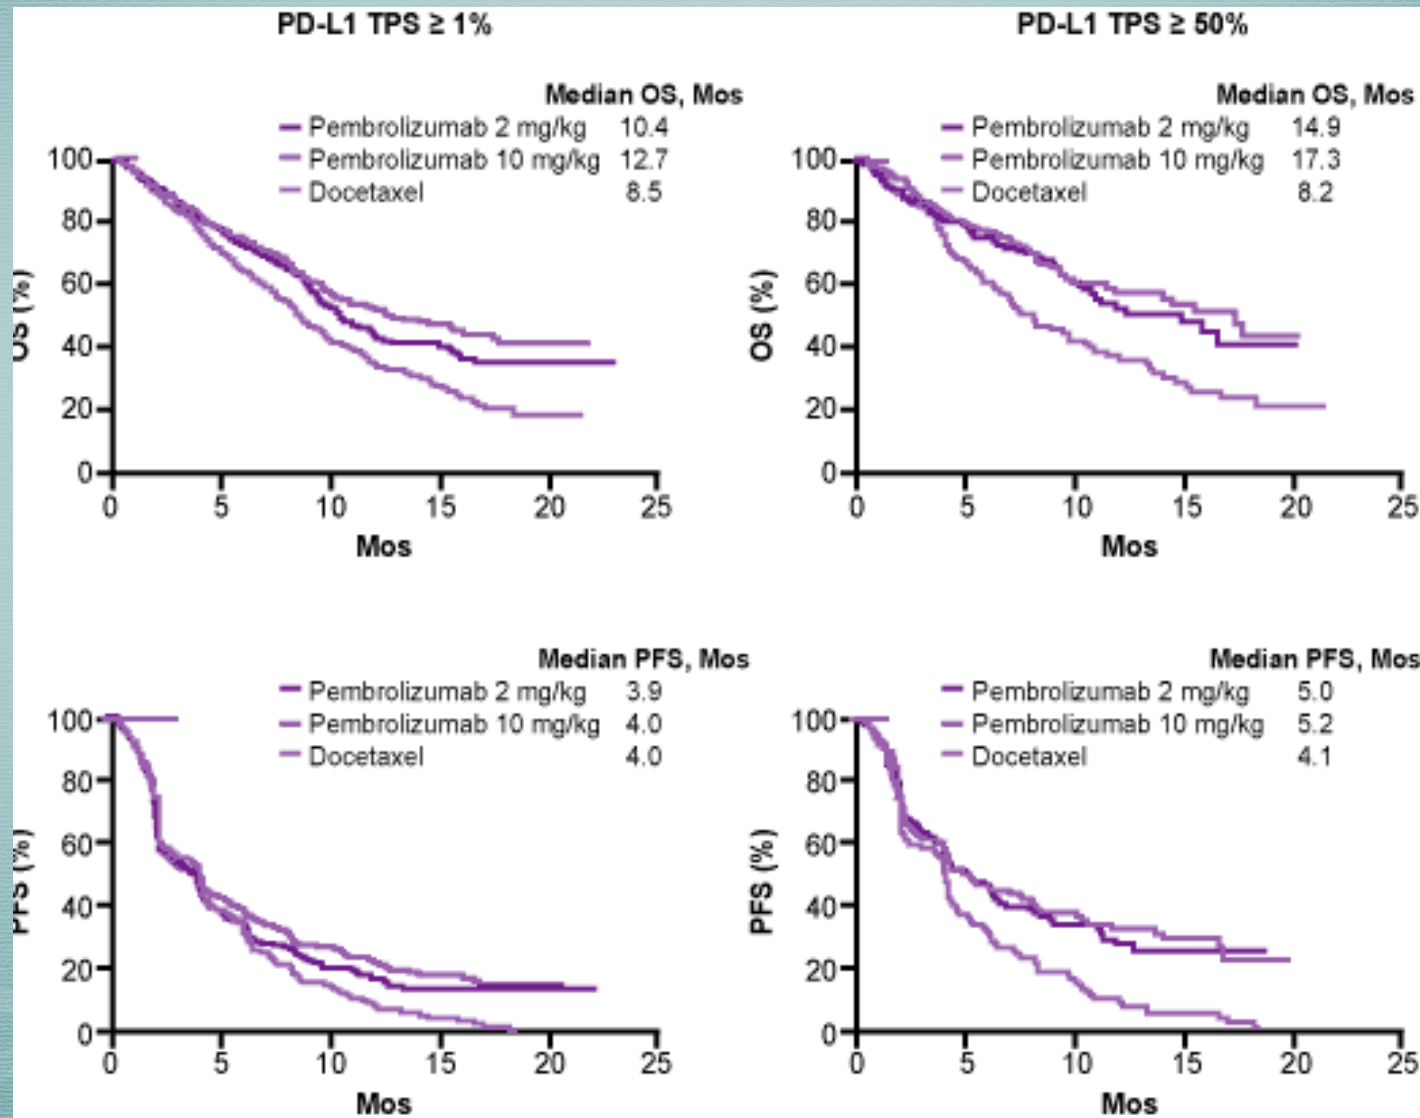 PD-L1 TPS ≥ 1%
Median OS, Mos
Pembrolizumab 2 mg/kg 10.4
Pembrolizumab 10 mg/kg 12.7
Docetaxel 8.5
100
80
60
40
20
0
OS (%)
0 5 10 15 20 25
Mos
PD-L1 TPS ≥ 50%
Median OS, Mos
Pembrolizumab 2 mg/kg 14.9
Pembrolizumab 10 mg/kg 17.3
Docetaxel 8.2
100
80
60
40
20
0
OS (%)
0 5 10 15 20 25
Mos
Median PFS, Mos
Pembrolizumab 2 mg/kg 3.9
Pembrolizumab 10 mg/kg 4.0
Docetaxel 4.0
100
80
60
40
20
0
PFS (%)
0 5 10 15 20 25
Mos
Median PFS, Mos
Pembrolizumab 2 mg/kg 5.0
Pembrolizumab 10 mg/kg 5.2
Docetaxel 4.1
100
80
60
40
20
0
PFS (%)
0 5 10 15 20 25
Mos